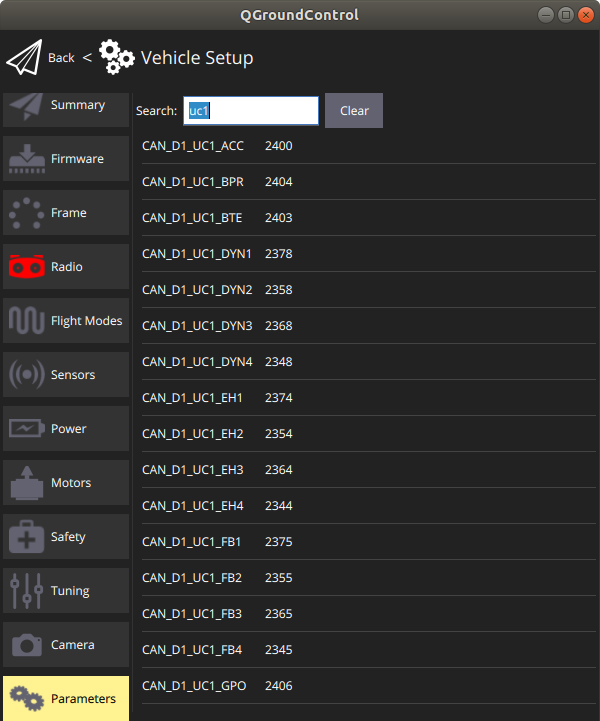 QGroundControl
Back < Vehicle Setup
Summary
Firmware
Frame
Radio
Flight Modes
Sensors
Power
Motors
Safety
Tuning
Camera
Parameters
Search: uc1 Clear
CAN_D1_UC1_ACC 2400
CAN_D1_UC1_BPR 2404
CAN_D1_UC1_BTE 2403
CAN_D1_UC1_DYN1 2378
CAN_D1_UC1_DYN2 2358
CAN_D1_UC1_DYN3 2368
CAN_D1_UC1_DYN4 2348
CAN_D1_UC1_EH1 2374
CAN_D1_UC1_EH2 2354
CAN_D1_UC1_EH3 2364
CAN_D1_UC1_EH4 2344
CAN_D1_UC1_FB1 2375
CAN_D1_UC1_FB2 2355
CAN_D1_UC1_FB3 2365
CAN_D1_UC1_FB4 2345
CAN_D1_UC1_GPO 2406